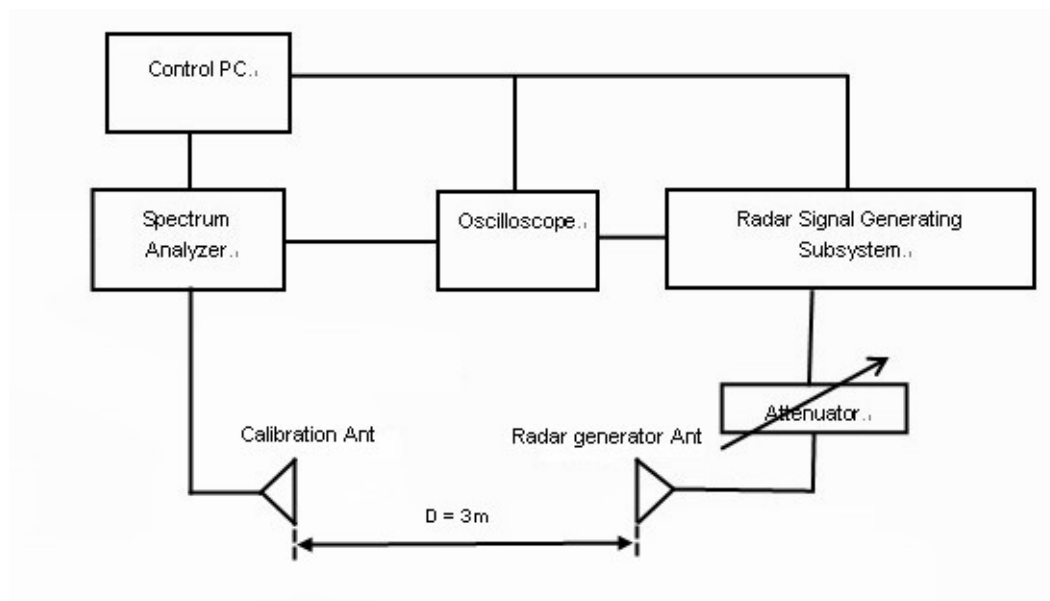 Control PC
Spectrum
Analyzer
Oscilloscope
Radar Signal Generating
Subsystem
Attenuator
Calibration Ant
Radar generator Ant
D = 3m